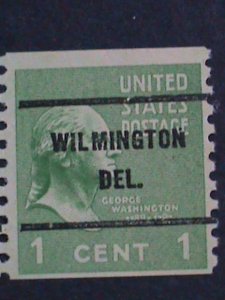 UNITED
STATES
POSTAGE
WILMINGTON
DEL.
GEORGE
WASHINGTON
1 CENT 1